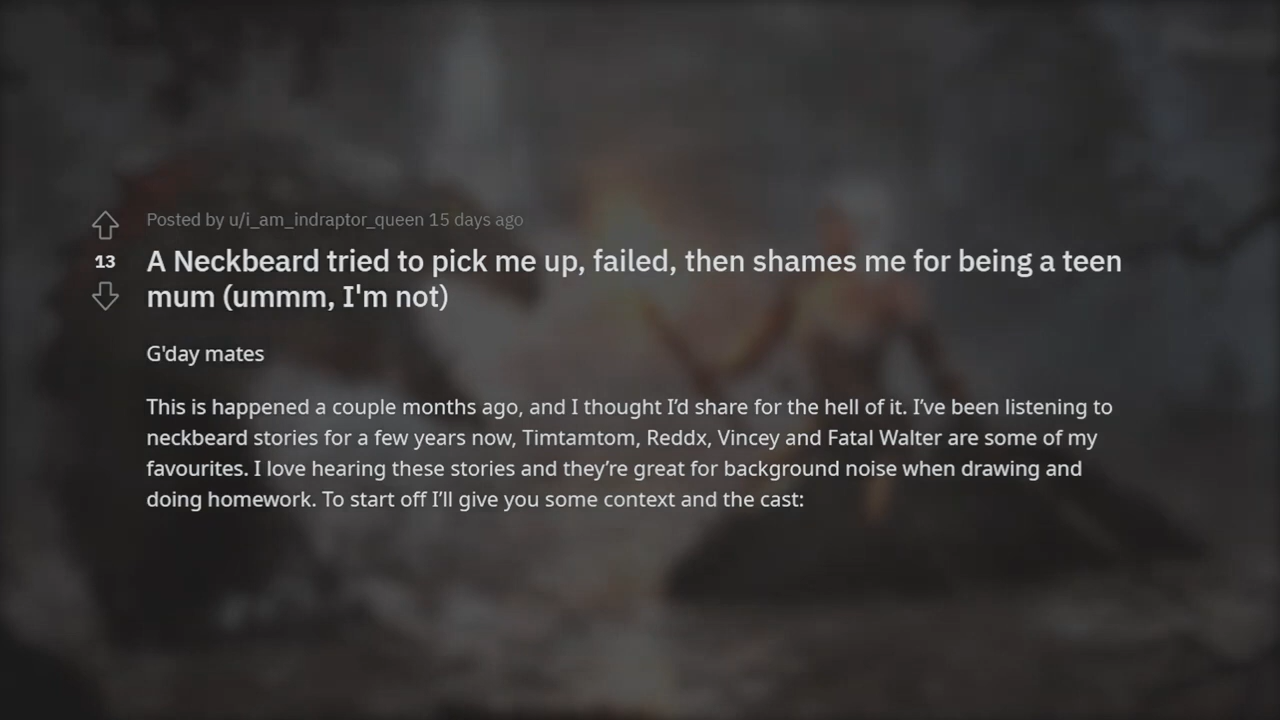 Posted by u/i_am_indraptor_queen 15 days ago
13
A Neckbeard tried to pick me up, failed, then shames me for being a teen
mum (ummm, I'm not)
G'day mates
This is happened a couple months ago, and I thought I’d share for the hell of it. I’ve been listening to
neckbeard stories for a few years now, Timtamtom, Reddx, Vincey and Fatal Walter are some of my
favourites. I love hearing these stories and they’re great for background noise when drawing and
doing homework. To start off I’ll give you some context and the cast: